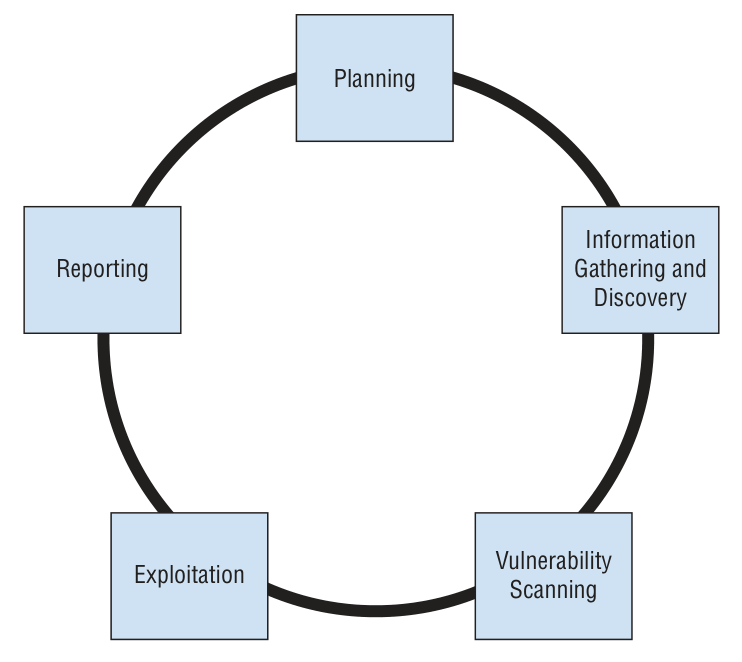 Planning
Information
Gathering and
Discovery
Vulnerability
Scanning
Exploitation
Reporting